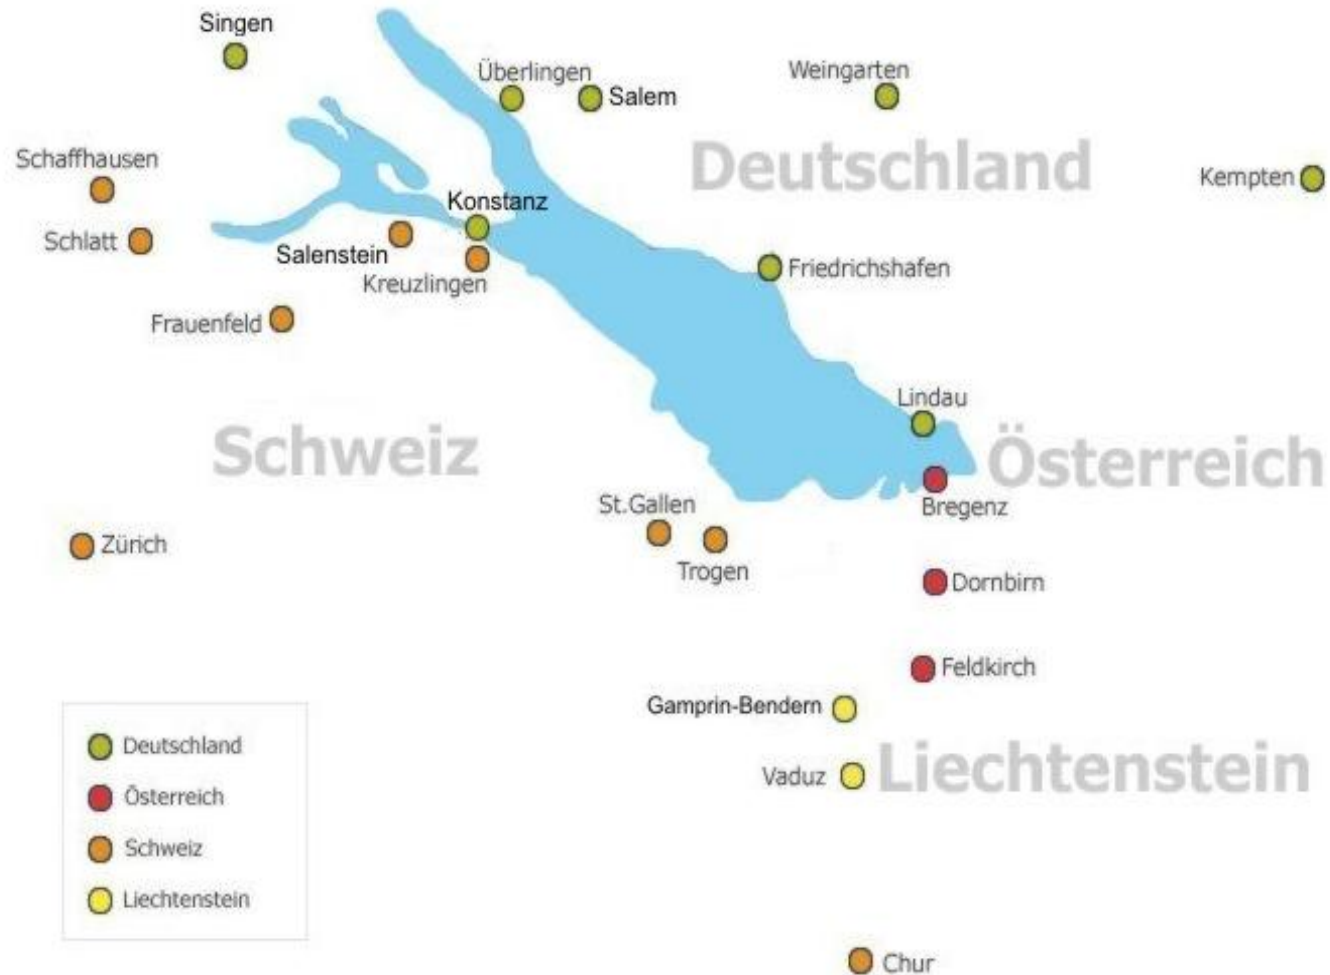 Singen
Überlingen
Salem
Weingarten
Deutschland
Schaffhausen
Kempten
Konstanz
Schlatt
Salenstein
Kreuzlingen
Friedrichshafen
Frauenfeld
Lindau
Schweiz
Österreich
St.Gallen
Bregenz
Zürich
Trogen
Dornbirn
Feldkirch
Gamprin-Bendern
Vaduz
Liechtenstein
Deutschland
Österreich
Schweiz
Liechtenstein
Chur